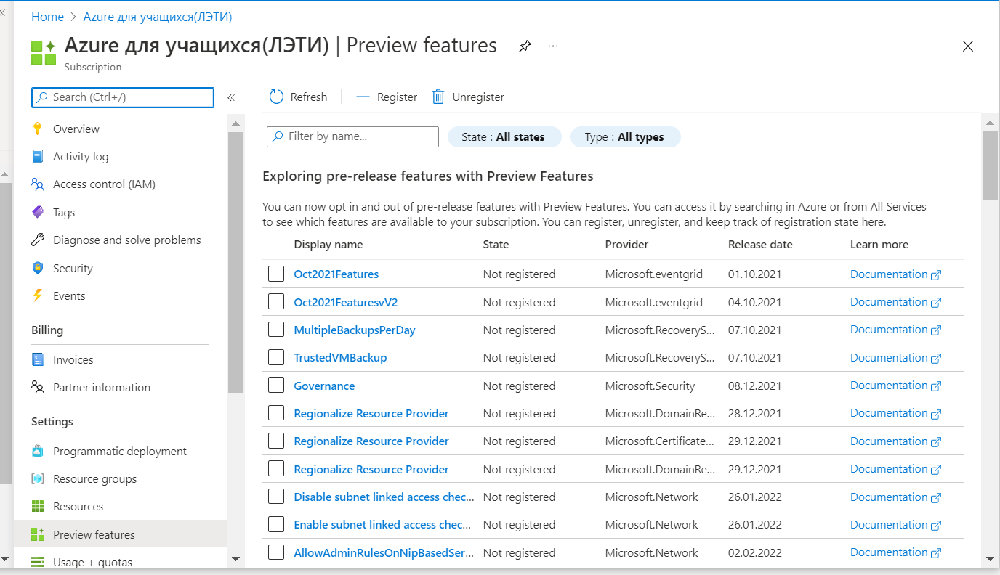 Home > Azure для учащихся(ЛЭТИ)
Azure для учащихся(ЛЭТИ) | Preview features
Subscription
Search (Ctrl+/)
Overview
Activity log
Access control (IAM)
Tags
Diagnose and solve problems
Security
Events
Billing
Invoices
Partner information
Settings
Programmatic deployment
Resource groups
Resources
Preview features
Usage + quotas
Refresh Register Unregister
Filter by name... State : All states Type : All types
Exploring pre-release features with Preview Features
You can now opt in and out of pre-release features with Preview Features. You can access it by searching in Azure or from All Services
to see which features are available to your subscription. You can register, unregister, and keep track of registration state here.
Display name State Provider Release date Learn more
Oct2021Features Not registered Microsoft.eventgrid 01.10.2021 Documentation
Oct2021FeaturesvV2 Not registered Microsoft.eventgrid 04.10.2021 Documentation
MultipleBackupsPerDay Not registered Microsoft.RecoveryS... 07.10.2021 Documentation
TrustedVMBackup Not registered Microsoft.RecoveryS... 07.10.2021 Documentation
Governance Not registered Microsoft.Security 08.12.2021 Documentation
Regionalize Resource Provider Not registered Microsoft.DomainRe... 28.12.2021 Documentation
Regionalize Resource Provider Not registered Microsoft.Certificate... 29.12.2021 Documentation
Regionalize Resource Provider Not registered Microsoft.DomainRe... 29.12.2021 Documentation
Disable subnet linked access chec... Not registered Microsoft.Network 26.01.2022 Documentation
Enable subnet linked access chec... Not registered Microsoft.Network 26.01.2022 Documentation
AllowAdminRulesOnNipBasedSer... Not registered Microsoft.Network 02.02.2022 Documentation